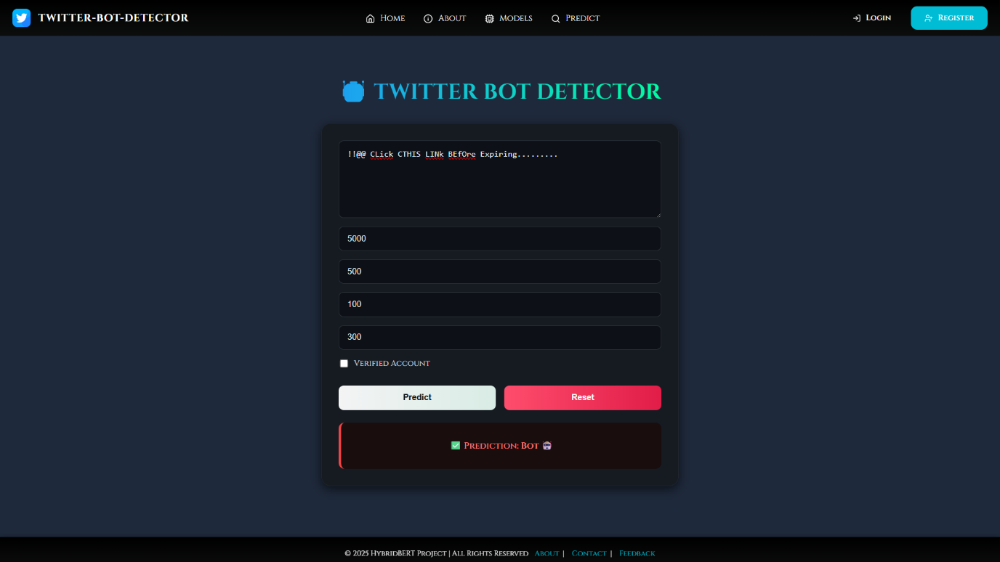 TWITTER-BOT-DETECTOR
HOME
ABOUT
MODELS
PREDICT
LOGIN
REGISTER
TWITTER BOT DETECTOR
!!@@ CLick CTHIS LINk BEfOre Expiring.........
5000
500
100
300
VERIFIED ACCOUNT
Predict
Reset
PREDICTION: BOT
© 2025 HYBRIDBERT PROJECT | ALL RIGHTS RESERVED ABOUT | CONTACT | FEEDBACK